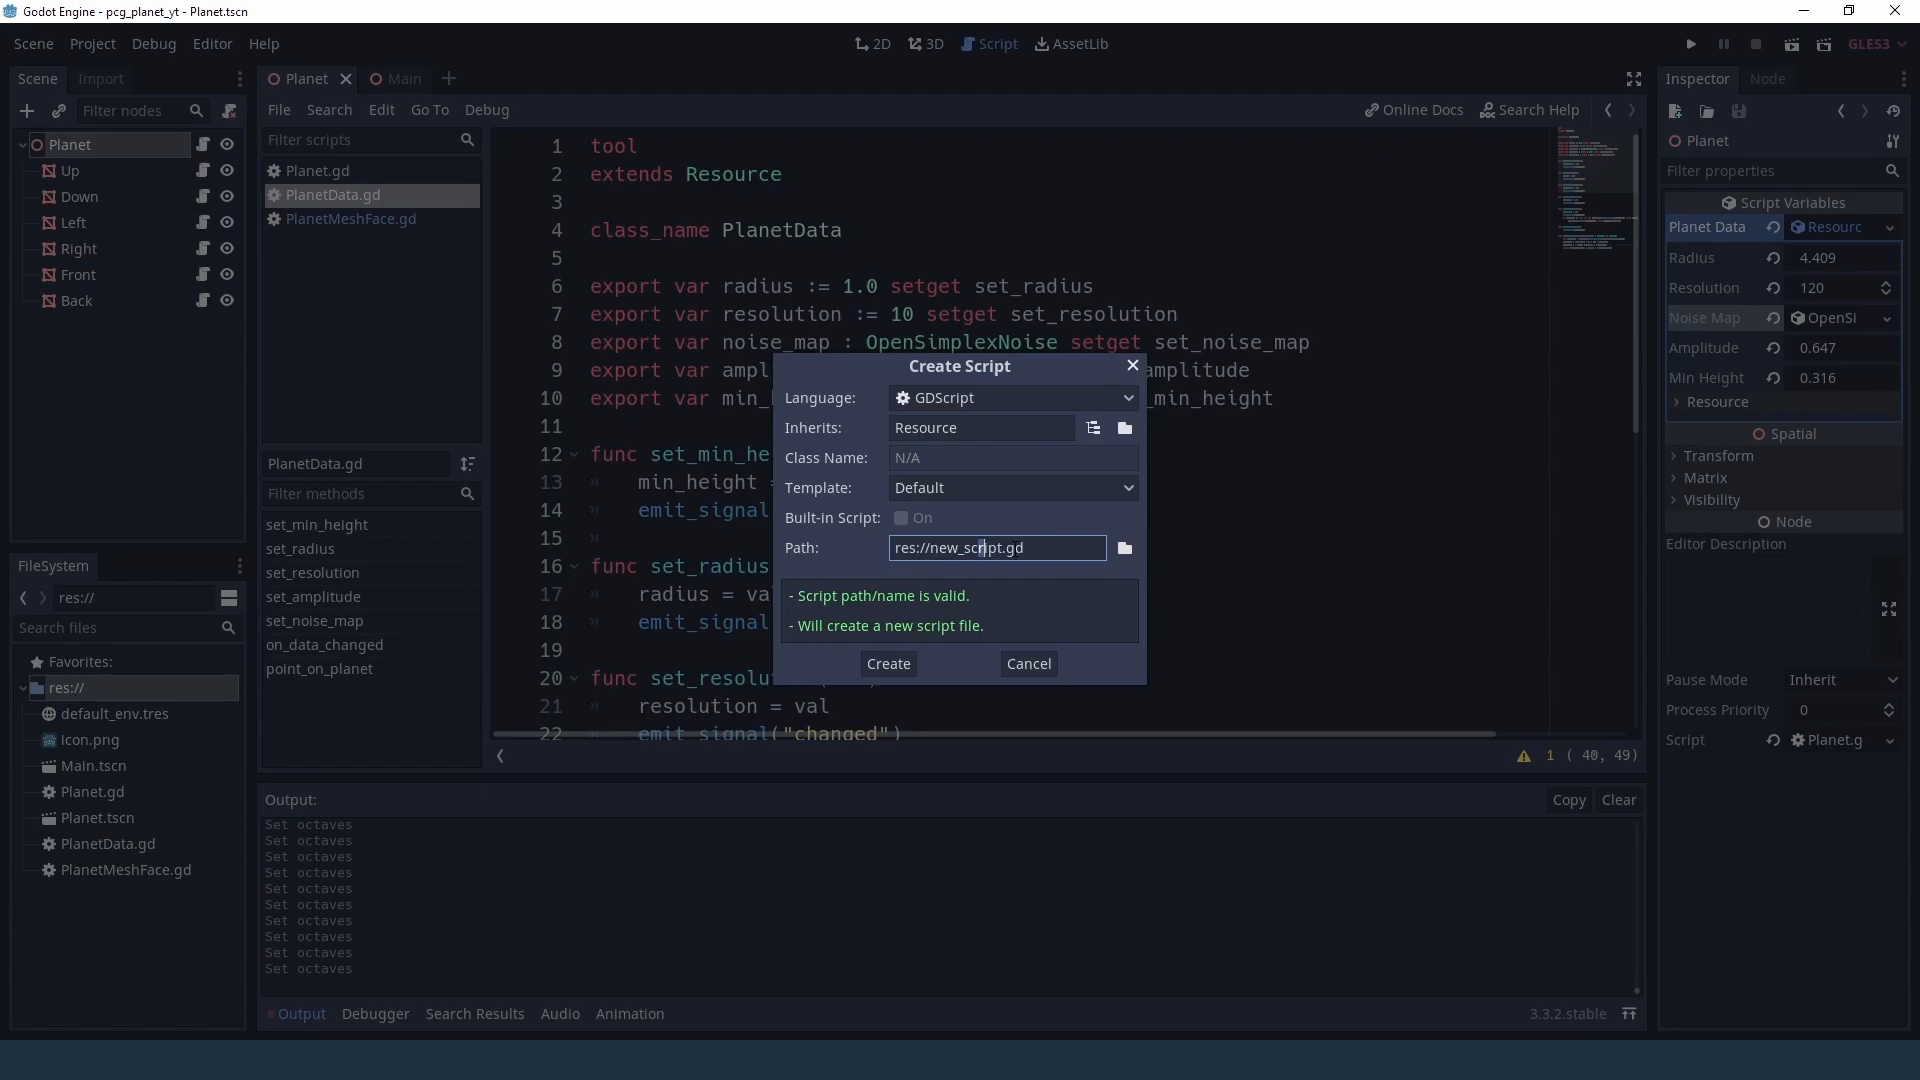 Godot Engine - pcg_planet_yt - Planet.tscn
Scene Project Debug Editor Help
2D 3D Script AssetLib
GLES3
Scene Import
Filter nodes
Planet
Up
Down
Left
Right
Front
Back
FileSystem
res://
Search files
Favorites:
res://
default_env.tres
icon.png
Main.tscn
Planet.gd
Planet.tscn
PlanetData.gd
PlanetMeshFace.gd
Planet Main
File Search Edit Go To Debug
Online Docs Search Help
Filter scripts
Planet.gd
PlanetData.gd
PlanetMeshFace.gd
PlanetData.gd
Filter methods
set_min_height
set_radius
set_resolution
set_amplitude
set_noise_map
on_data_changed
point_on_planet
1 tool
2 extends Resource
3
4 class_name PlanetData
5
6 export var radius := 1.0 setget set_radius
7 export var resolution := 10 setget set_resolution
8 export var noise_map : OpenSimplexNoise setget set_noise_map
9 export var ampl amplitude
10 export var min_h _min_height
11
12 func set_min_he
13 min_height =
14 emit_signal
15
16 func set_radius
17 radius = va
18 emit_signal
19
20 func set_resolu
21 resolution = val
22 emit_signal("changed")
1 ( 40, 49)
Create Script
Language: GDScript
Inherits: Resource
Class Name: N/A
Template: Default
Built-in Script: On
Path: res://new_script.gd
- Script path/name is valid.
- Will create a new script file.
Create Cancel
Output:
Copy Clear
Set octaves
Set octaves
Set octaves
Set octaves
Set octaves
Set octaves
Set octaves
Set octaves
Set octaves
Set octaves
Output Debugger Search Results Audio Animation
3.3.2.stable
Inspector Node
Planet
Filter properties
Script Variables
Planet Data Resourc
Radius 4.409
Resolution 120
Noise Map OpenSi
Amplitude 0.647
Min Height 0.316
Resource
Spatial
Transform
Matrix
Visibility
Node
Editor Description
Pause Mode Inherit
Process Priority 0
Script Planet.g